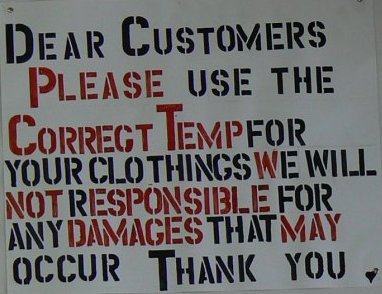 DEAR CUSTOMERS
PLEASE USE THE
CORRECT TEMP FOR
YOUR CLOTHINGS WE WILL
NOT RESPONSIBLE FOR
ANY DAMAGES THAT MAY
OCCUR THANK YOU